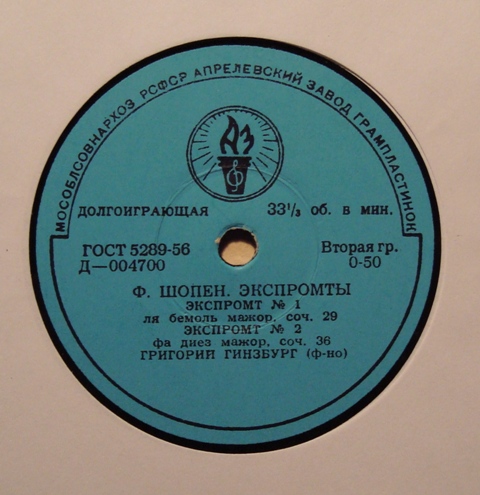 МОСОБЛСОВНАРХОЗ РСФСР АПРЕЛЕВСКИЙ ЗАВОД ГРАМПЛАСТИНОК
АЗ
ДОЛГОИГРАЮЩАЯ 33⅓ об. в мин.
ГОСТ 5289-56 Вторая гр.
Д—004700 0-50
Ф. ШОПЕН. ЭКСПРОМТЫ
ЭКСПРОМТ № 1
ля бемоль мажор, соч. 29
ЭКСПРОМТ № 2
фа диез мажор, соч. 36
ГРИГОРИЙ ГИНЗБУРГ (ф-но)